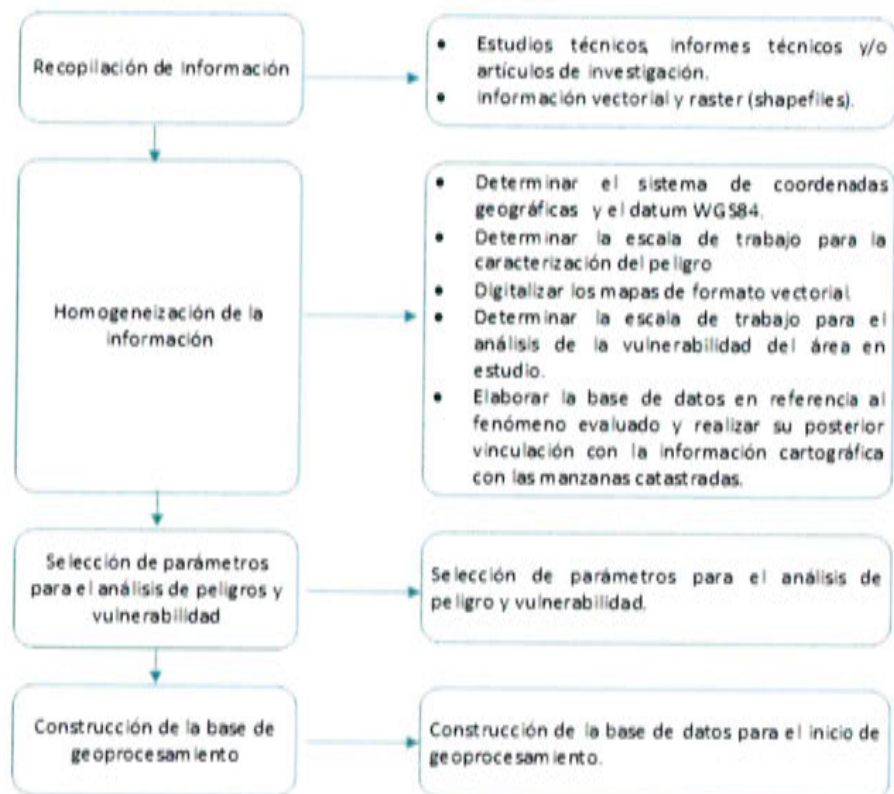 Recopilación de Información
• Estudios técnicos, informes técnicos y/o
artículos de investigación.
• Información vectorial y raster (shapefiles).
Homogeneización de la
información
• Determinar el sistema de coordenadas
geográficas y el datum WGS84.
• Determinar la escala de trabajo para la
caracterización del peligro
• Digitalizar los mapas de formato vectorial.
• Determinar la escala de trabajo para el
análisis de la vulnerabilidad del área en
estudio.
• Elaborar la base de datos en referencia al
fenómeno evaluado y realizar su posterior
vinculación con la información cartográfica
con las manzanas catastradas.
Selección de parámetros
para el análisis de peligros y
vulnerabilidad
Selección de parámetros para el análisis de
peligro y vulnerabilidad.
Construcción de la base de
geoprocesamiento
Construcción de la base de datos para el inicio de
geoprocesamiento.